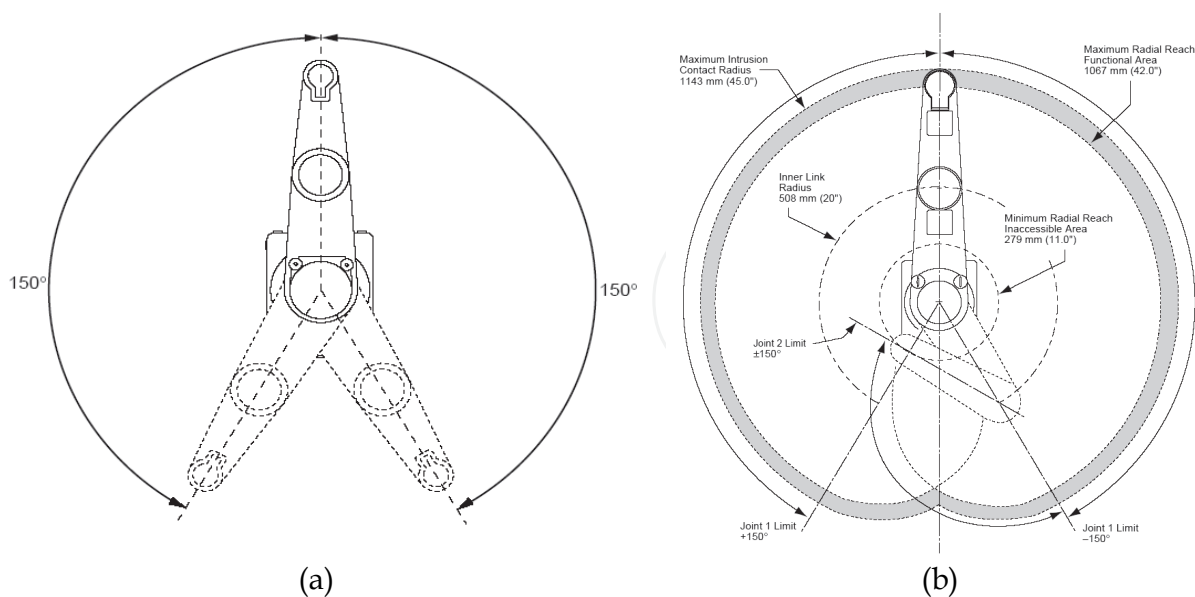 150°
150°
(a)
Maximum Intrusion
Contact Radius
1143 mm (45.0")
Maximum Radial Reach
Functional Area
1067 mm (42.0")
Inner Link
Radius
508 mm (20")
Minimum Radial Reach
Inaccessible Area
279 mm (11.0")
Joint 2 Limit
±150°
Joint 1 Limit
+150°
Joint 1 Limit
–150°
(b)